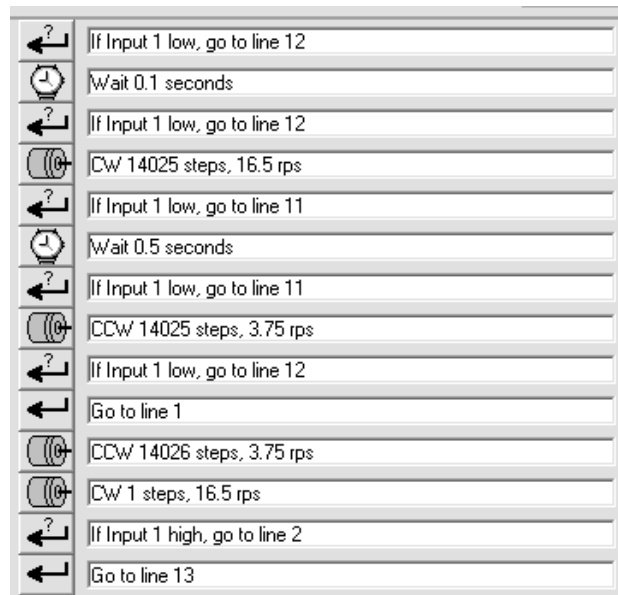 If Input 1 low, go to line 12
Wait 0.1 seconds
If Input 1 low, go to line 12
CW 14025 steps, 16.5 rps
If Input 1 low, go to line 11
Wait 0.5 seconds
If Input 1 low, go to line 11
CCW 14025 steps, 3.75 rps
If Input 1 low, go to line 12
Go to line 1
CCW 14026 steps, 3.75 rps
CW 1 steps, 16.5 rps
If Input 1 high, go to line 2
Go to line 13